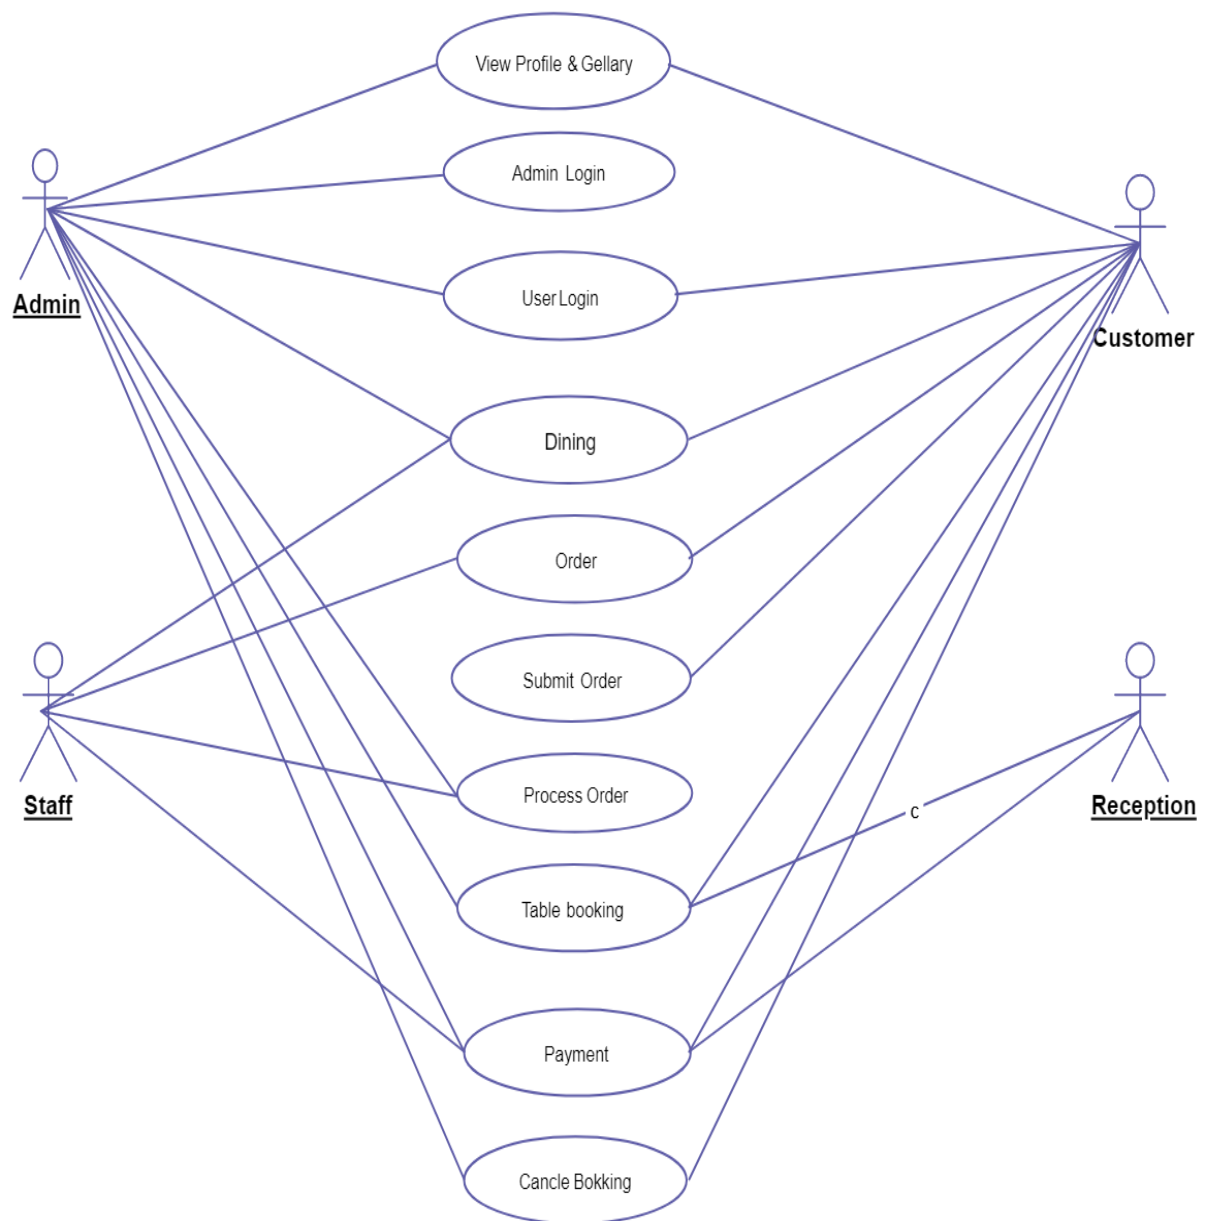 View Profile & Gellary
Admin Login
Admin
User Login
Customer
Dining
Order
Submit Order
Process Order
Staff
Reception
c
Table booking
Payment
Cancle Bokking